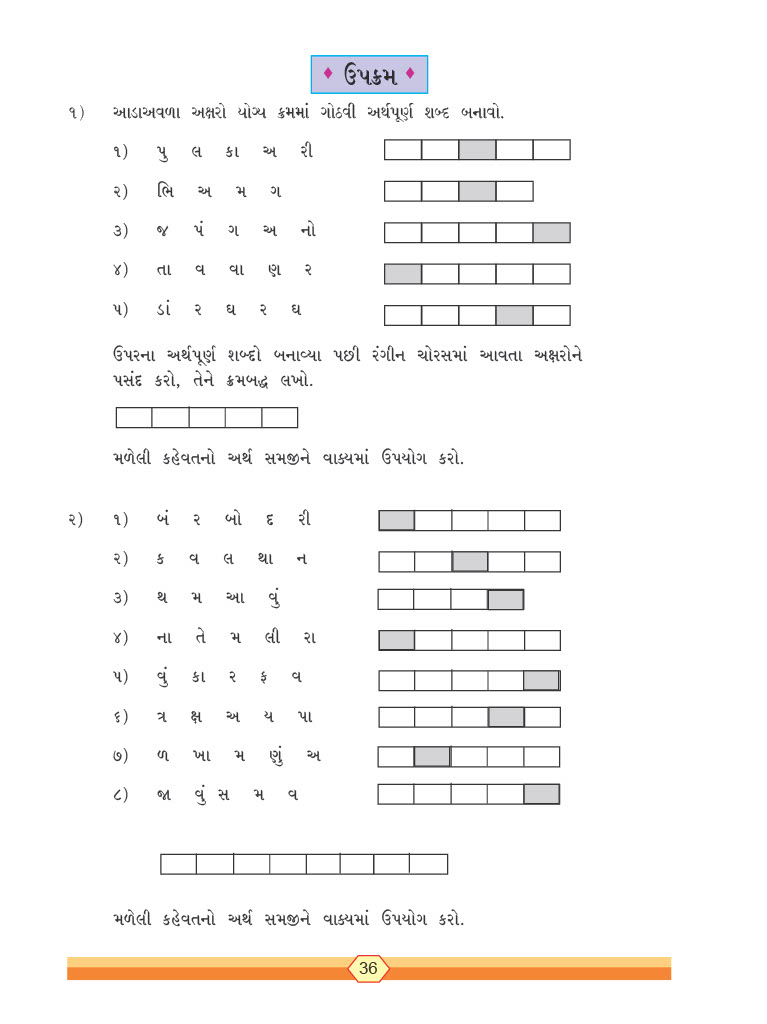 ♦ ઉપક્રમ ♦
૧) આડાઅવળા અક્ષરો યોગ્ય ક્રમમાં ગોઠવી અર્થપૂર્ણ શબ્દ બનાવો.
૧) પુ લ કા અ રી
૨) ભિ અ મ ગ
૩) જ પં ગ અ નો
૪) તા વ વા ણ ર
૫) ડાં ર ઘ ર ઘ
ઉપરના અર્થપૂર્ણ શબ્દો બનાવ્યા પછી રંગીન ચોરસમાં આવતા અક્ષરોને
પસંદ કરો, તેને ક્રમબદ્ધ લખો.
મળેલી કહેવતનો અર્થ સમજીને વાક્યમાં ઉપયોગ કરો.
૨) ૧) બં ર બો દ રી
૨) ક વ લ થા ન
૩) થ મ આ વું
૪) ના તે મ લી રા
૫) વું કા ર ફ વ
૬) ત્ર ક્ષ અ ય પા
૭) ળ ખા મ ણું અ
૮) જા વું સ મ વ
મળેલી કહેવતનો અર્થ સમજીને વાક્યમાં ઉપયોગ કરો.
36